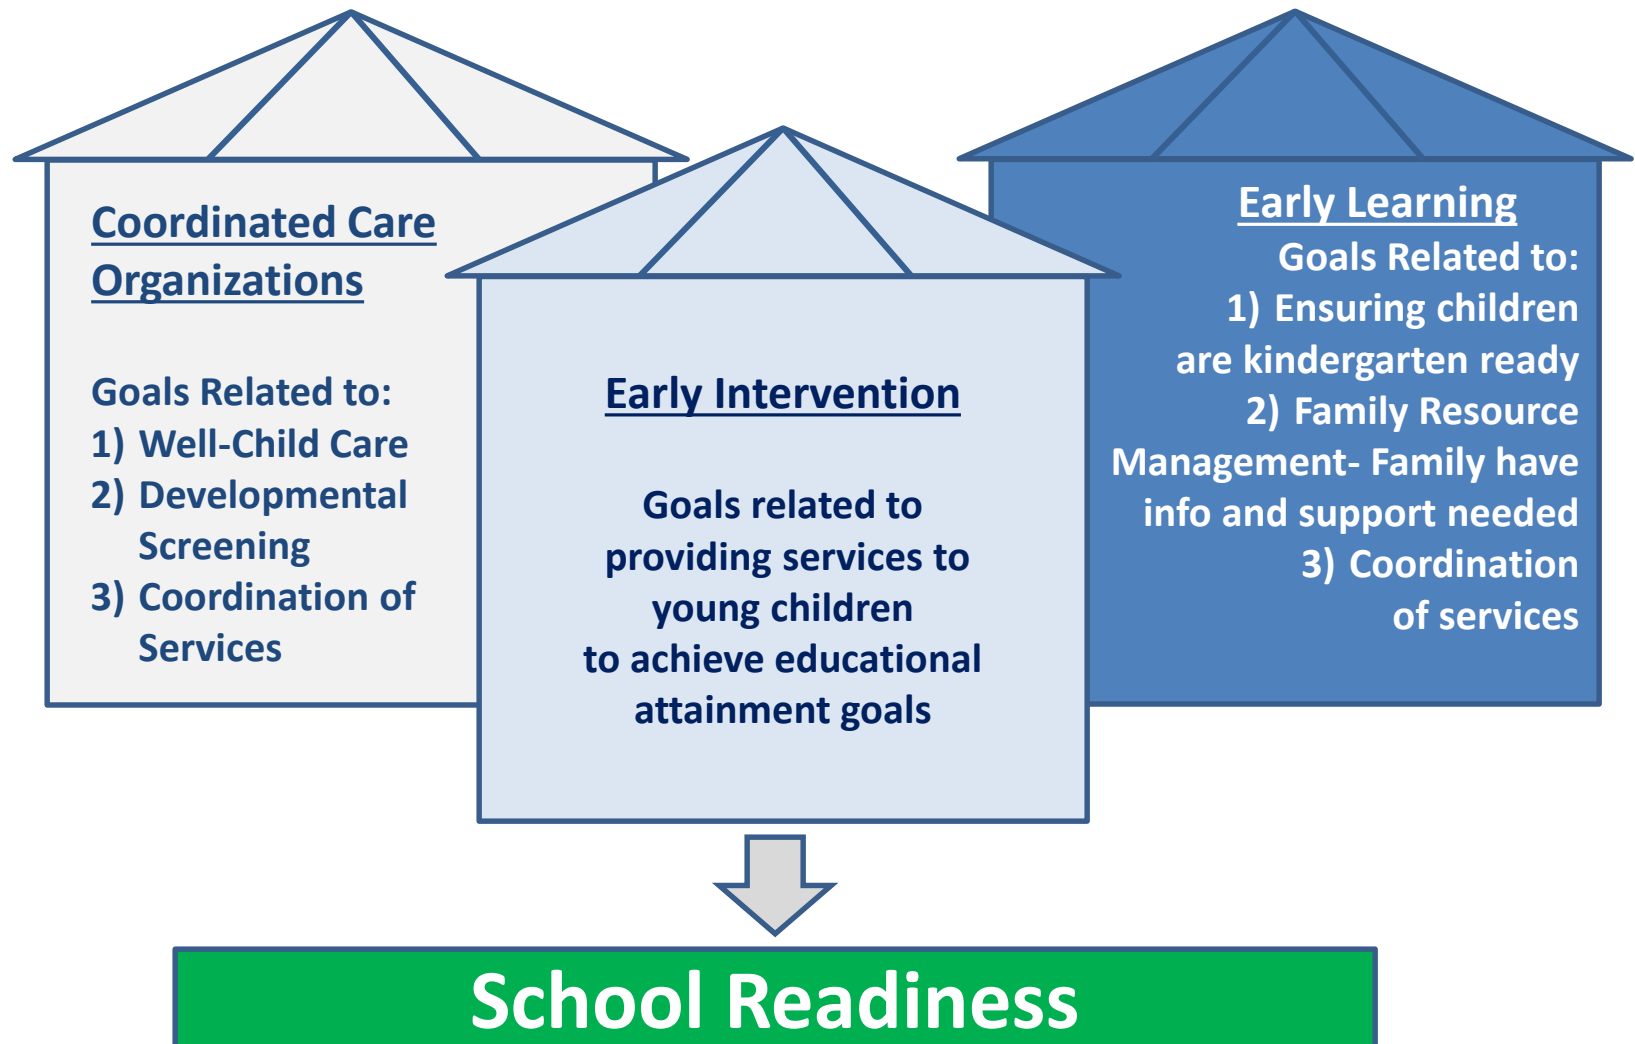 Coordinated Care
Organizations
Goals Related to:
1) Well-Child Care
2) Developmental
Screening
3) Coordination of
Services
Early Intervention
Goals related to
providing services to
young children
to achieve educational
attainment goals
Early Learning
Goals Related to:
1) Ensuring children
are kindergarten ready
2) Family Resource
Management- Family have
info and support needed
3) Coordination
of services
School Readiness